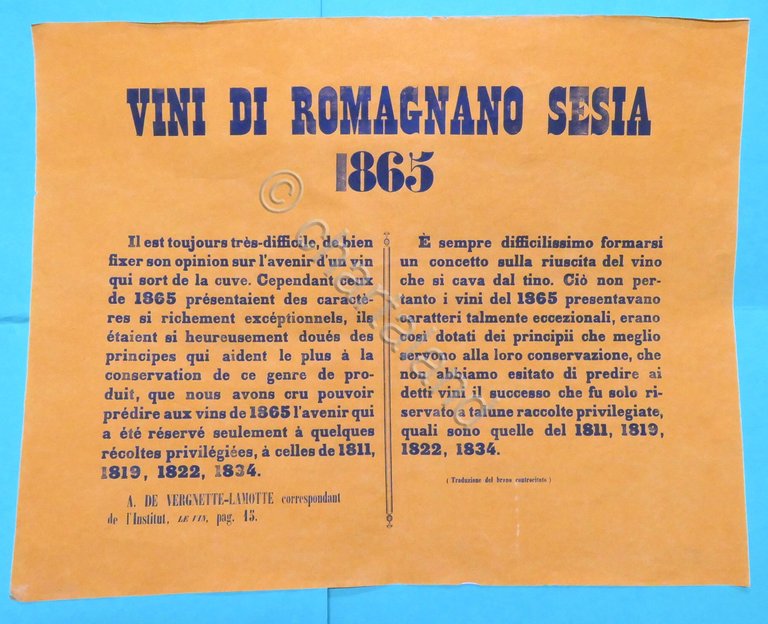 VINI DI ROMAGNANO SESIA
1865
Il est toujours très-difficile, de bien
fixer son opinion sur l'avenir d'un vin
qui sort de la cuve. Cependant ceux
de 1865 présentaient des caractè-
res si richement excéptionnels, ils
étaient si heureusement doués des
principes qui aident le plus à la
conservation de ce genre de pro-
duit, que nous avons cru pouvoir
prédire aux vins de 1865 l'avenir qui
a été réservé seulement à quelques
récoltes privilégiées, à celles de 1811,
1819, 1822, 1834.
A. DE VERGNETTE-LAMOTTE correspondant
de l'Institut, LE VIN, pag. 15.
È sempre difficilissimo formarsi
un concetto sulla riuscita del vino
che si cava dal tino. Ciò non per-
tanto i vini del 1865 presentavano
caratteri talmente eccezionali, erano
così dotati dei principii che meglio
servono alla loro conservazione, che
non abbiamo esitato di predire ai
detti vini il successo che fu solo ri-
servato a talune raccolte privilegiate,
quali sono quelle del 1811, 1819,
1822, 1834.
(Traduzione del brano controcitato)
© chartaland